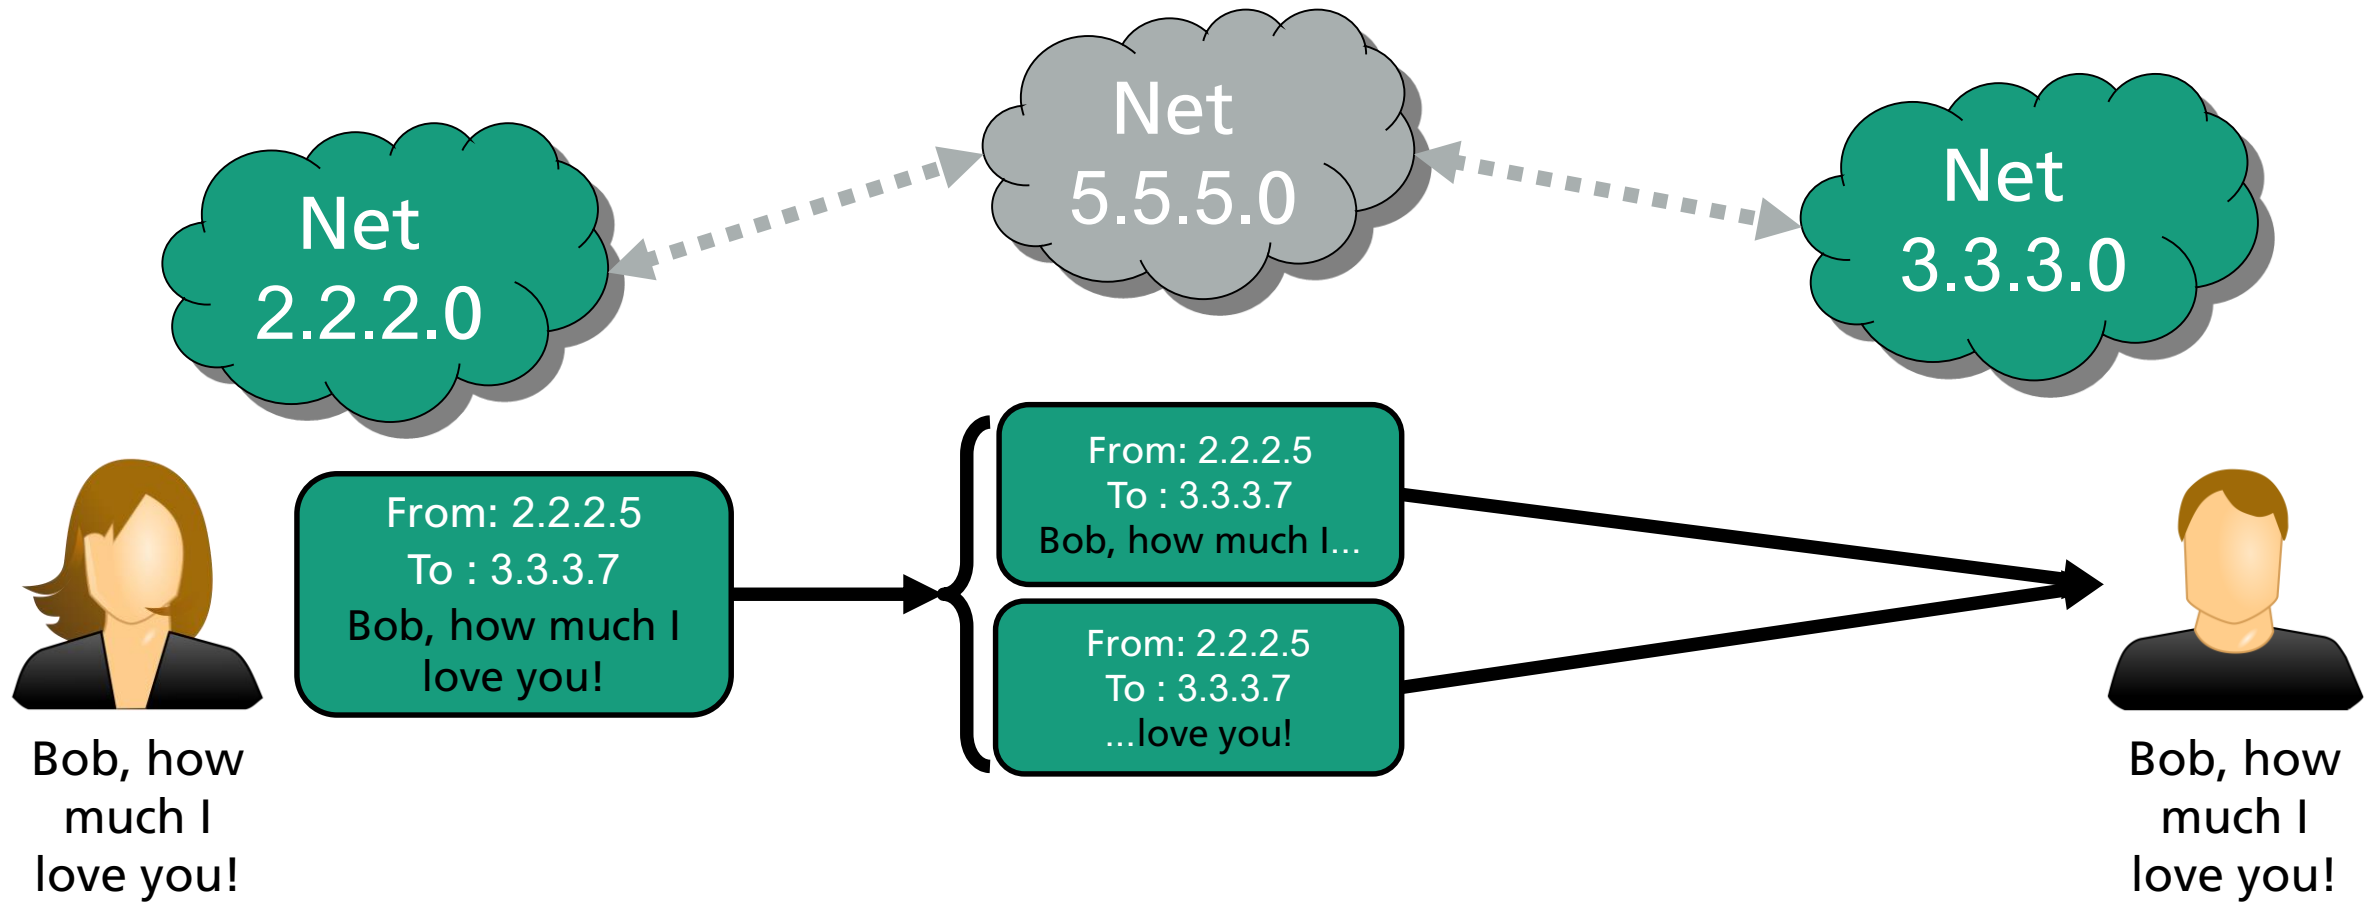 Net
5.5.5.0
Net
2.2.2.0
Net
3.3.3.0
From: 2.2.2.5
To : 3.3.3.7
Bob, how much I
love you!
From: 2.2.2.5
To : 3.3.3.7
Bob, how much I...
From: 2.2.2.5
To : 3.3.3.7
...love you!
Bob, how
much I
love you!
Bob, how
much I
love you!